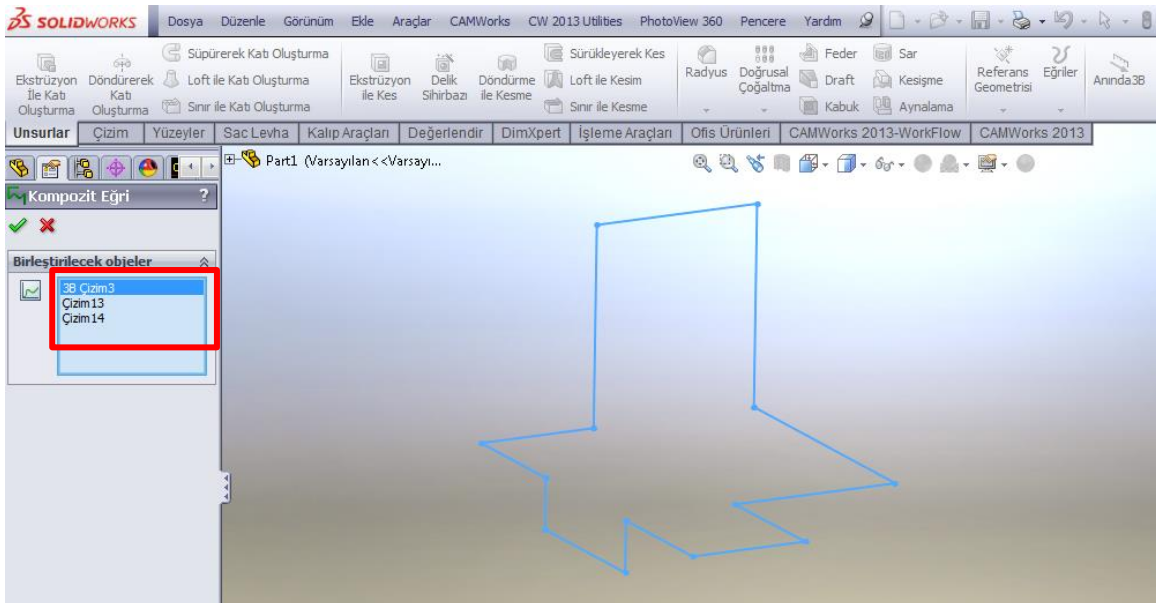 SOLIDWORKS Dosya Düzenle Görünüm Ekle Araçlar CAMWorks CW 2013 Utilities PhotoView 360 Pencere Yardım
Ekstrüzyon İle Katı Oluşturma
Döndürerek Katı Oluşturma
Süpürerek Katı Oluşturma
Loft ile Katı Oluşturma
Sınır ile Katı Oluşturma
Ekstrüzyon ile Kes
Delik Sihirbazı
Döndürme ile Kesme
Sürükleyerek Kes
Loft ile Kesim
Sınır ile Kesme
Radyus
Doğrusal Çoğaltma
Feder
Draft
Kabuk
Sar
Kesişme
Aynalama
Referans Geometrisi
Eğriler
Anında3B
Unsurlar Çizim Yüzeyler Sac Levha Kalıp Araçları Değerlendir DimXpert İşleme Araçları Ofis Ürünleri CAMWorks 2013-WorkFlow CAMWorks 2013
Part1 (Varsayılan<<Varsayı...
Kompozit Eğri ?
Birleştirilecek objeler
3B Çizim3
Çizim13
Çizim14